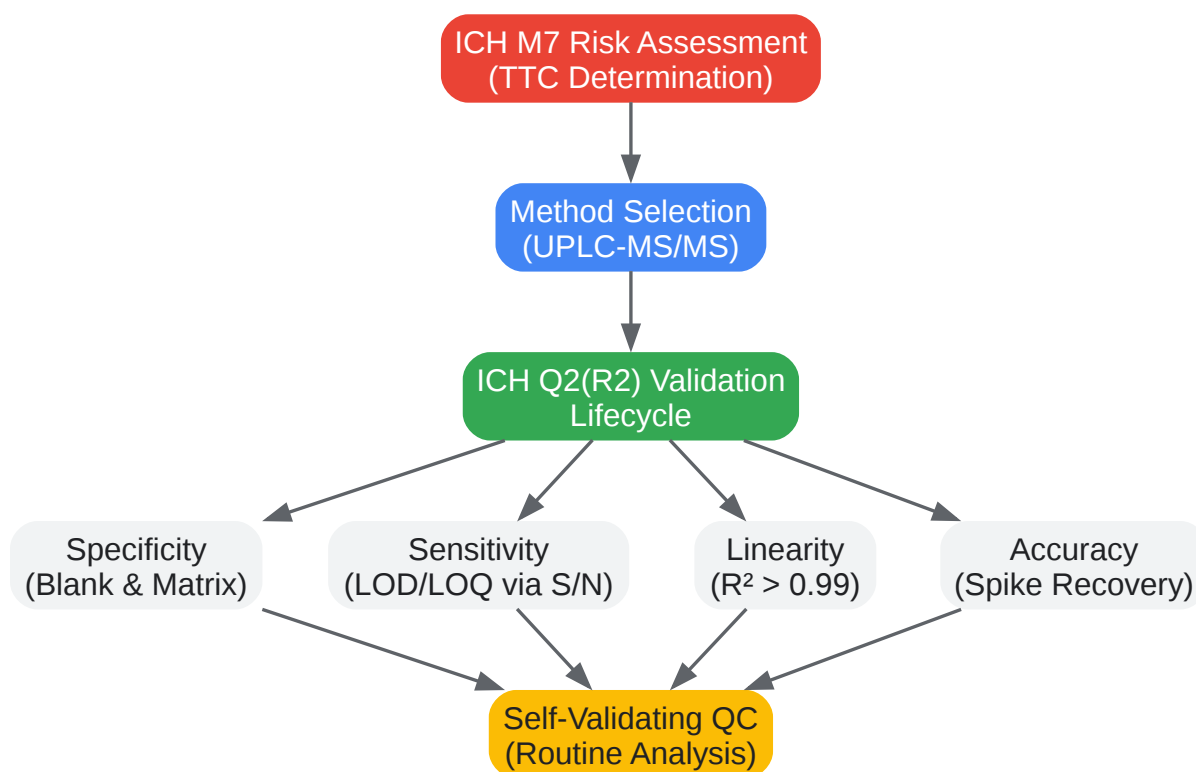 ICH M7 Risk Assessment
(TTC Determination)
Method Selection
(UPLC-MS/MS)
ICH Q2(R2) Validation
Lifecycle
Specificity
(Blank & Matrix)
Sensitivity
(LOD/LOQ via S/N)
Linearity
(R² > 0.99)
Accuracy
(Spike Recovery)
Self-Validating QC
(Routine Analysis)